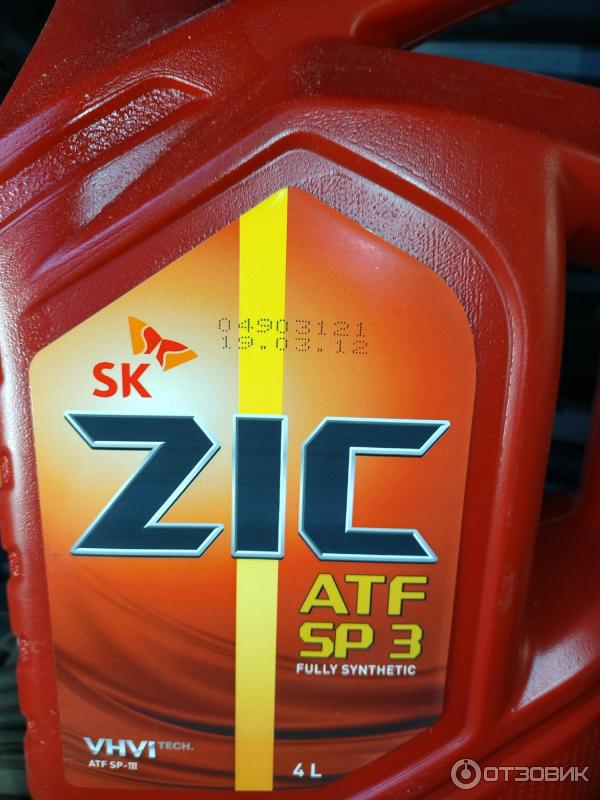 04903121
19.03.12
SK
ZIC
ATF
SP 3
FULLY SYNTHETIC
VHVI TECH.
ATF SP-III
4 L
ОТЗОВИК